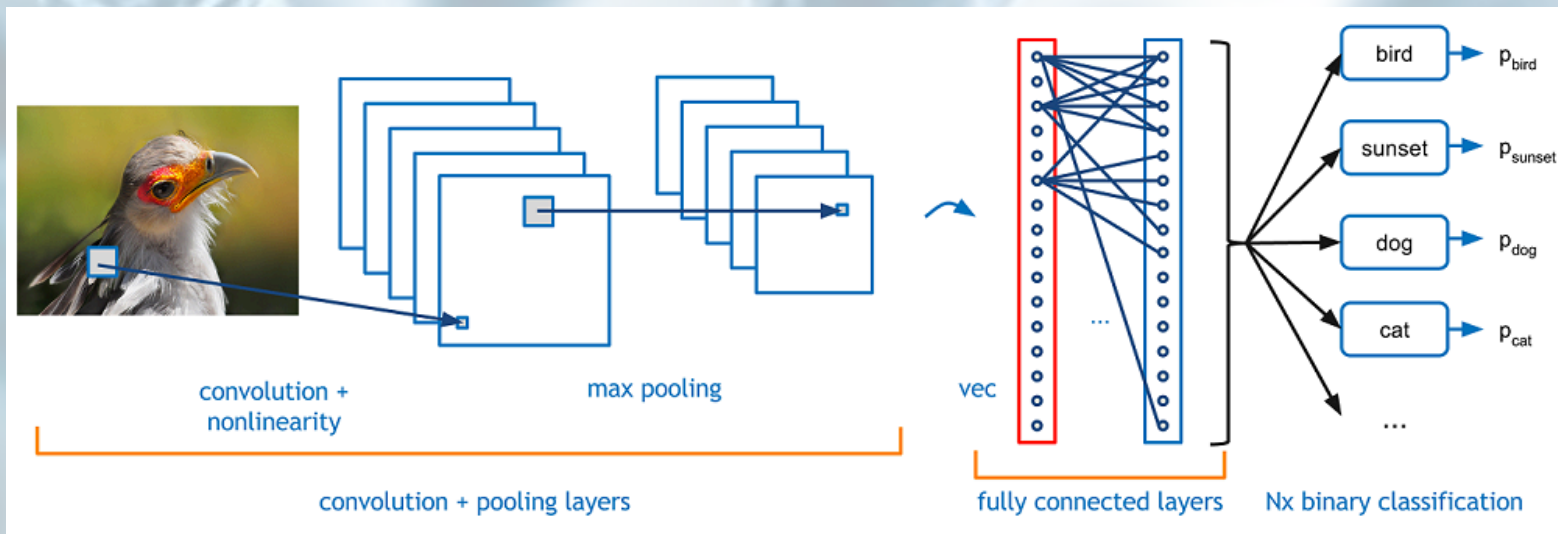 bird
p_bird
sunset
p_sunset
dog
p_dog
cat
p_cat
...
...
convolution +
nonlinearity
max pooling
vec
convolution + pooling layers
fully connected layers
Nx binary classification